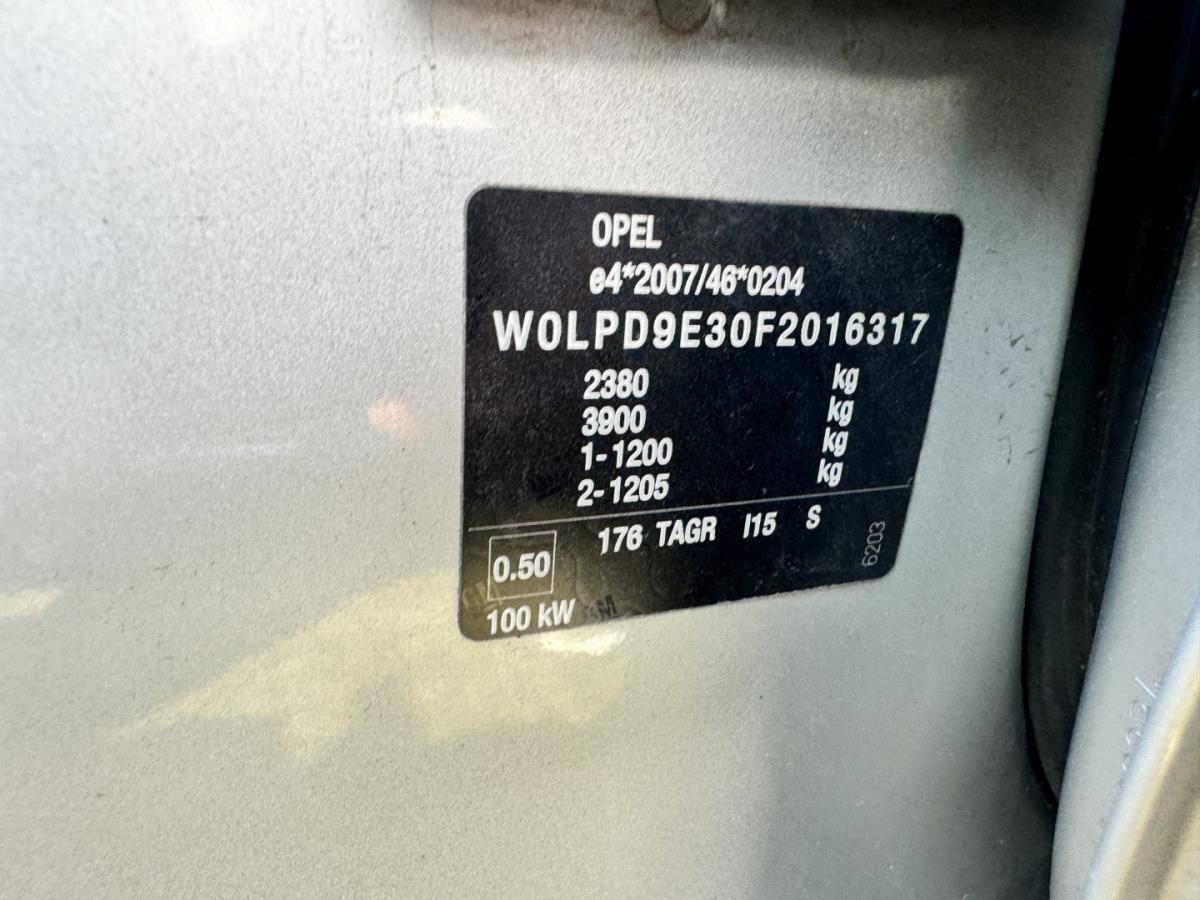 OPEL
e4*2007/46*0204
W0LPD9E30F2016317
2380 kg
3900 kg
1-1200 kg
2-1205 kg
176 TAGR I15 S
0.50
100 kW
6203